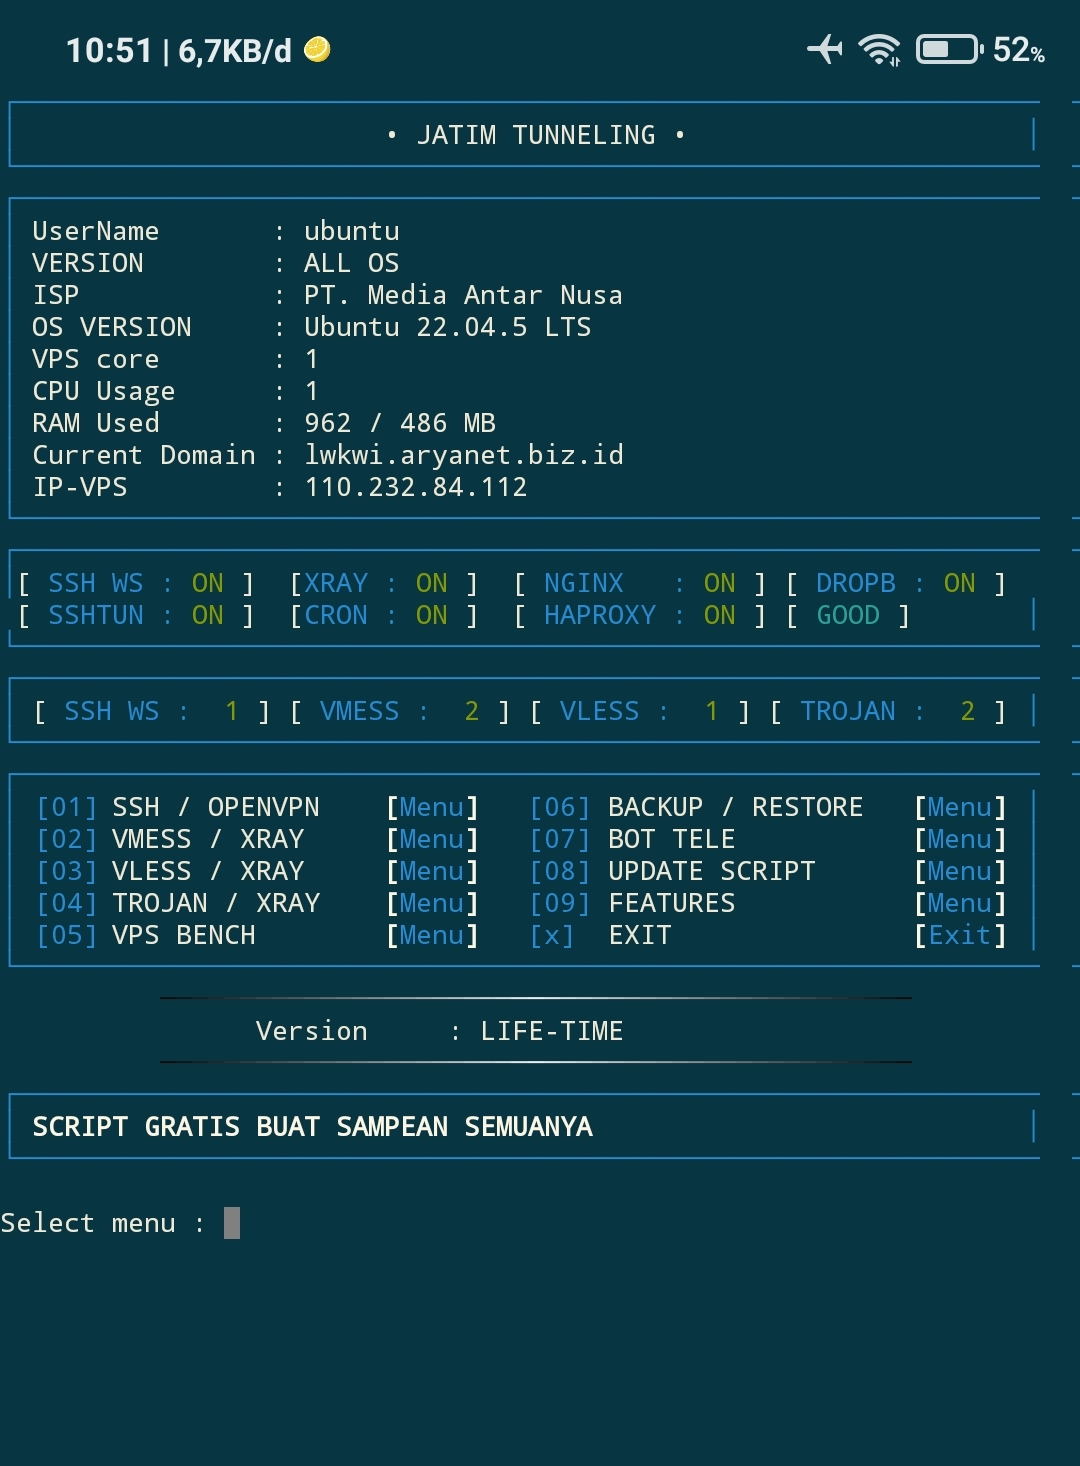 10:51 | 6,7KB/d 52%
• JATIM TUNNELING •
UserName : ubuntu
VERSION : ALL OS
ISP : PT. Media Antar Nusa
OS VERSION : Ubuntu 22.04.5 LTS
VPS core : 1
CPU Usage : 1
RAM Used : 962 / 486 MB
Current Domain : lwkwi.aryanet.biz.id
IP-VPS : 110.232.84.112
[ SSH WS : ON ] [XRAY : ON ] [ NGINX : ON ] [ DROPB : ON ]
[ SSHTUN : ON ] [CRON : ON ] [ HAPROXY : ON ] [ GOOD ]
[ SSH WS : 1 ] [ VMESS : 2 ] [ VLESS : 1 ] [ TROJAN : 2 ]
[01] SSH / OPENVPN [Menu] [06] BACKUP / RESTORE [Menu]
[02] VMESS / XRAY [Menu] [07] BOT TELE [Menu]
[03] VLESS / XRAY [Menu] [08] UPDATE SCRIPT [Menu]
[04] TROJAN / XRAY [Menu] [09] FEATURES [Menu]
[05] VPS BENCH [Menu] [x] EXIT [Exit]
Version : LIFE-TIME
SCRIPT GRATIS BUAT SAMPEAN SEMUANYA
Select menu :